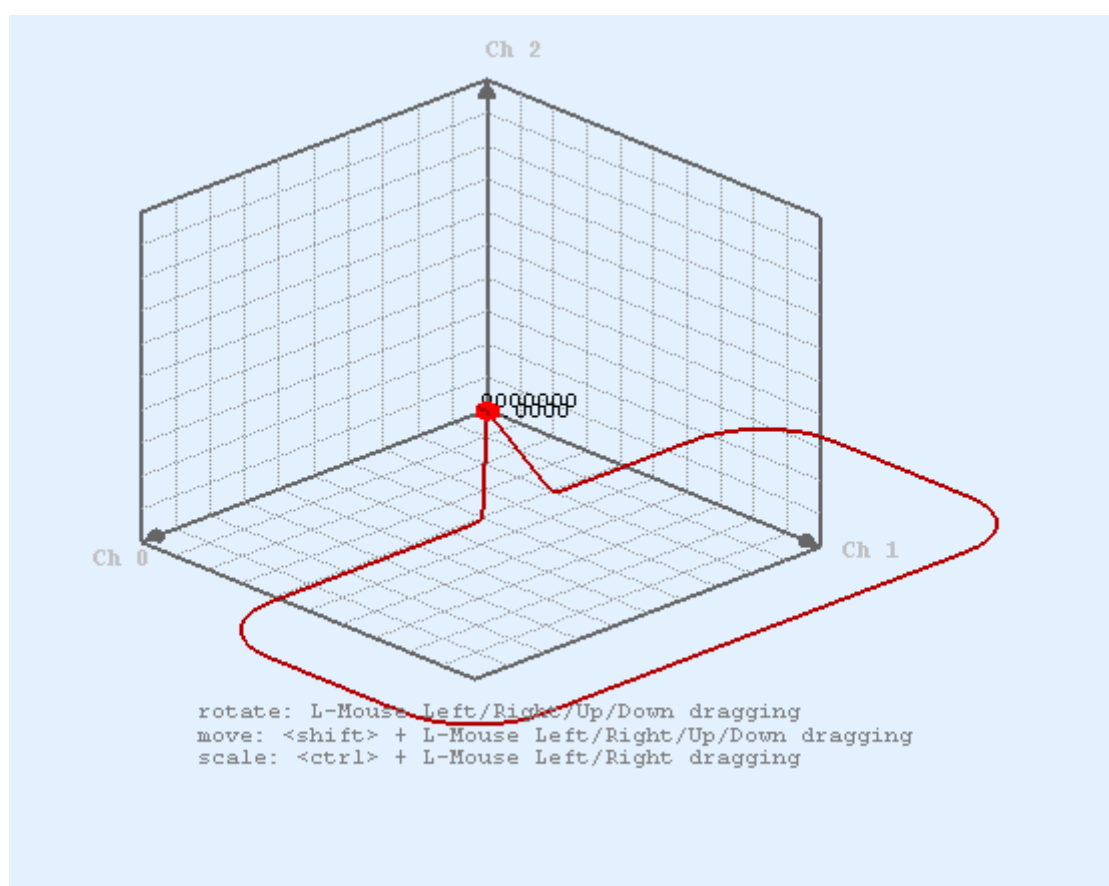 Ch 2
Ch 0
Ch 1
rotate: L-Mouse Left/Right/Up/Down dragging
move: <shift> + L-Mouse Left/Right/Up/Down dragging
scale: <ctrl> + L-Mouse Left/Right dragging